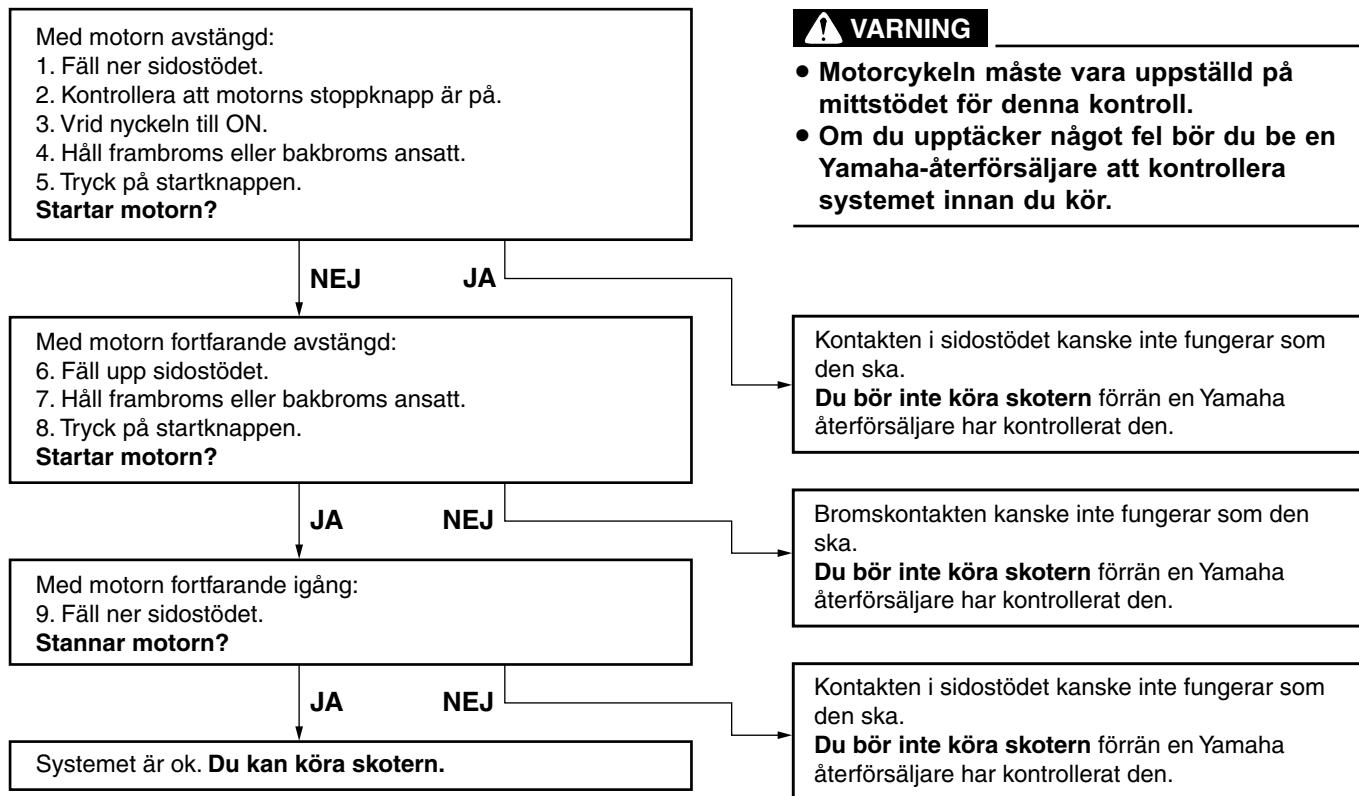 Med motorn avstängd:
1. Fäll ner sidostödet.
2. Kontrollera att motorns stoppknapp är på.
3. Vrid nyckeln till ON.
4. Håll frambroms eller bakbroms ansatt.
5. Tryck på startknappen.
Startar motorn?
VARNING
● Motorcykeln måste vara uppställd på
mittstödet för denna kontroll.
● Om du upptäcker något fel bör du be en
Yamaha-återförsäljare att kontrollera
systemet innan du kör.
NEJ JA
Med motorn fortfarande avstängd:
6. Fäll upp sidostödet.
7. Håll frambroms eller bakbroms ansatt.
8. Tryck på startknappen.
Startar motorn?
Kontakten i sidostödet kanske inte fungerar som
den ska.
Du bör inte köra skotern förrän en Yamaha
återförsäljare har kontrollerat den.
JA NEJ
Med motorn fortfarande igång:
9. Fäll ner sidostödet.
Stannar motorn?
Bromskontakten kanske inte fungerar som den
ska.
Du bör inte köra skotern förrän en Yamaha
återförsäljare har kontrollerat den.
JA NEJ
Systemet är ok. Du kan köra skotern.
Kontakten i sidostödet kanske inte fungerar som
den ska.
Du bör inte köra skotern förrän en Yamaha
återförsäljare har kontrollerat den.